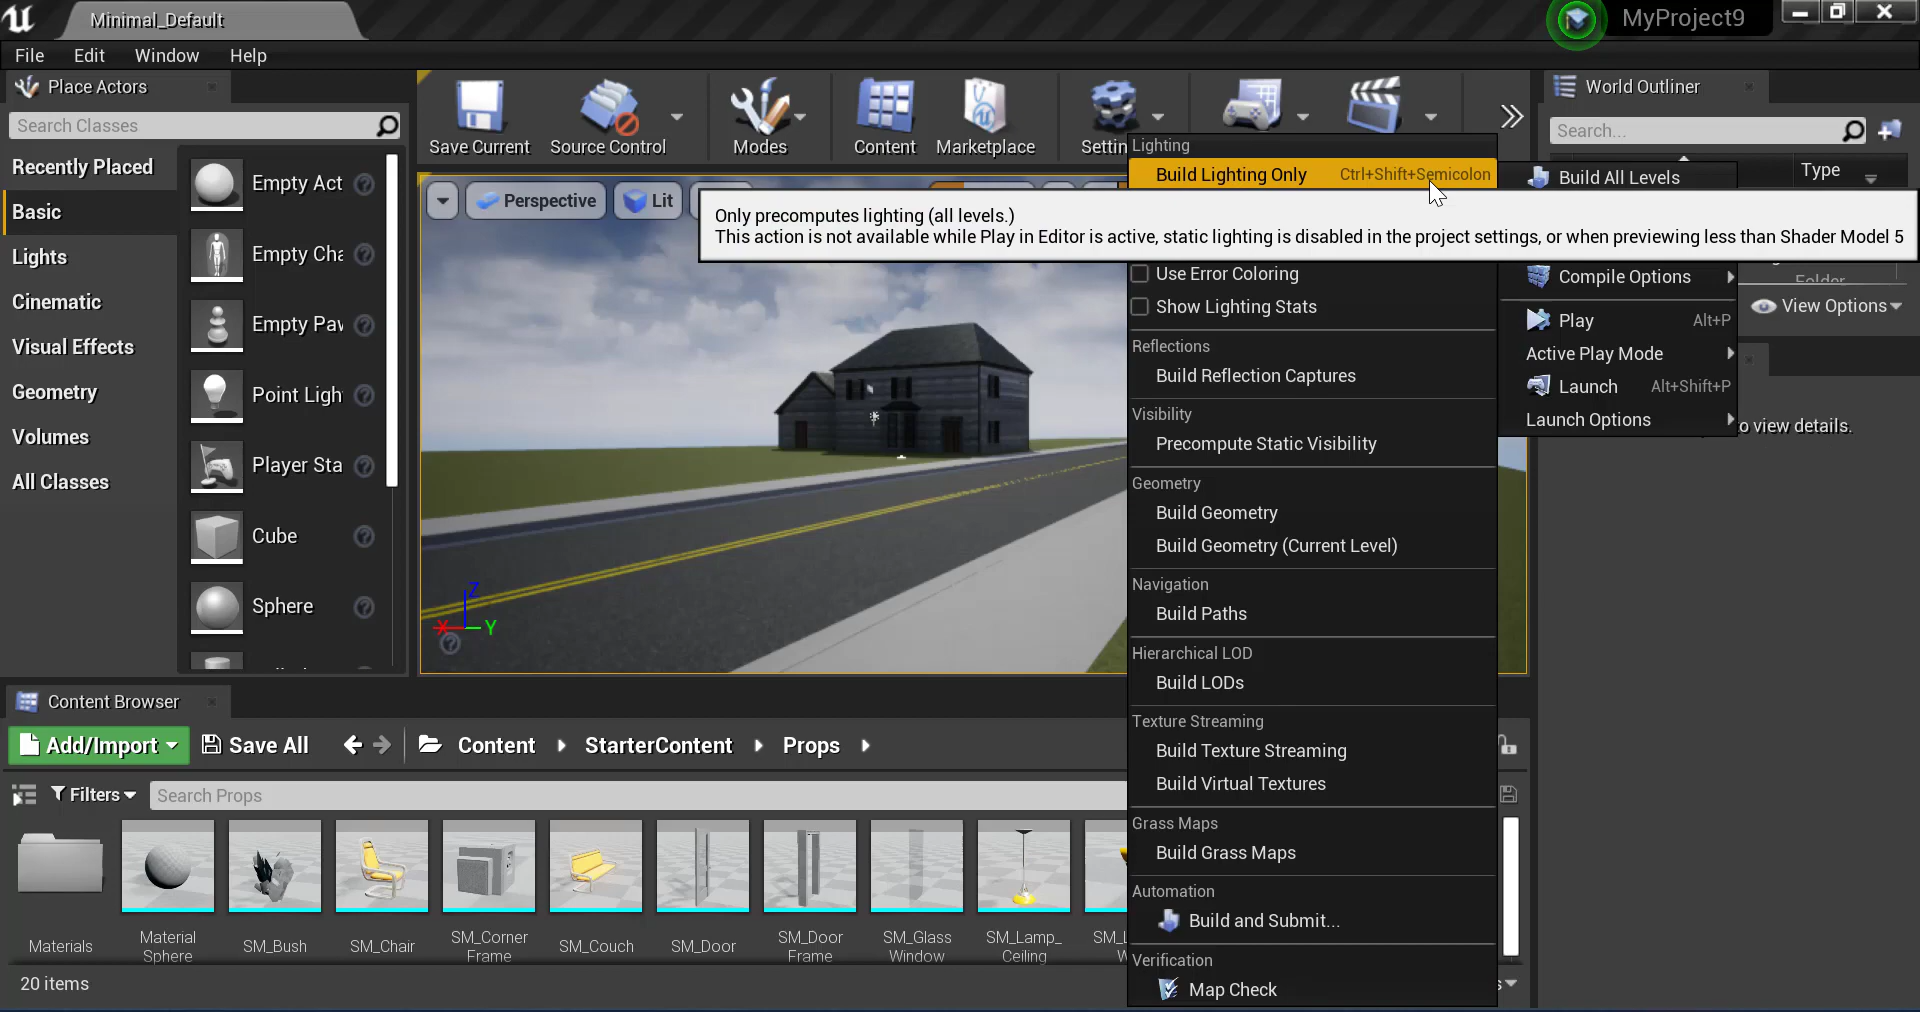 Minimal_Default
MyProject9
File Edit Window Help
Place Actors
Search Classes
Recently Placed
Basic
Lights
Cinematic
Visual Effects
Geometry
Volumes
All Classes
Empty Act
Empty Cha
Empty Pav
Point Ligh
Player Sta
Cube
Sphere
Save Current
Source Control
Modes
Content
Marketplace
Perspective
Lit
Z
X
Y
Lighting
Build Lighting Only Ctrl+Shift+Semicolon
Only precomputes lighting (all levels.)
This action is not available while Play in Editor is active, static lighting is disabled in the project settings, or when previewing less than Shader Model 5
Use Error Coloring
Show Lighting Stats
Reflections
Build Reflection Captures
Visibility
Precompute Static Visibility
Geometry
Build Geometry
Build Geometry (Current Level)
Navigation
Build Paths
Hierarchical LOD
Build LODs
Texture Streaming
Build Texture Streaming
Build Virtual Textures
Grass Maps
Build Grass Maps
Automation
Build and Submit...
Verification
Map Check
Build All Levels
Compile Options
Play Alt+P
Active Play Mode
Launch Alt+Shift+P
Launch Options
World Outliner
Search...
Type
Folder
View Options
o view details.
Content Browser
Add/Import
Save All
Content
StarterContent
Props
Filters
Search Props
Materials
Material
Sphere
SM_Bush
SM_Chair
SM_Corner
Frame
SM_Couch
SM_Door
SM_Door
Frame
SM_Glass
Window
SM_Lamp_
Ceiling
20 items